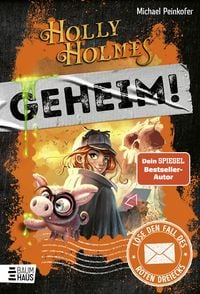 Michael Peinkofer
HOLLY
HOLMES
GEHEIM!
Dein SPIEGEL
Bestseller-
Autor
LÖSE DEN FALL DES
ROTEN DREIECKS
BAUM
HAUS